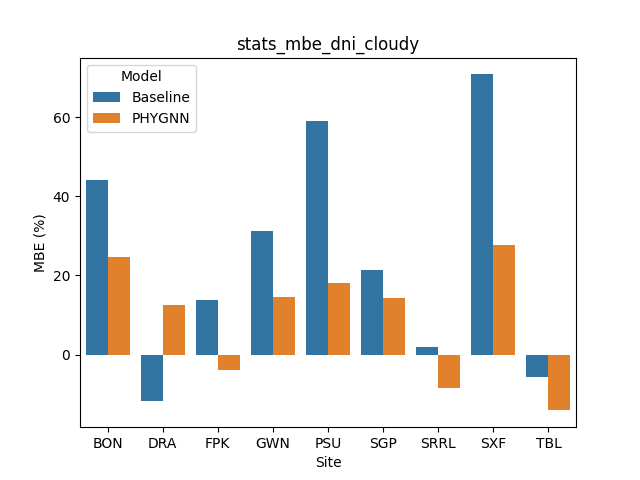 stats_mbe_dni_cloudy
Model
Baseline
PHYGNN
MBE (%)
60
40
20
0
BON DRA FPK GWN PSU SGP SRRL SXF TBL
Site